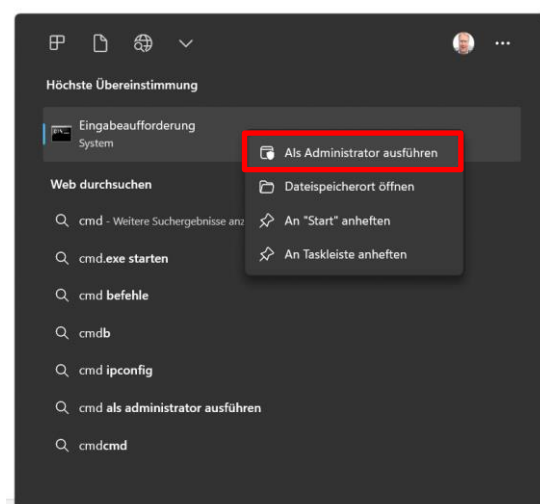 Höchste Übereinstimmung
Eingabeaufforderung
System
Als Administrator ausführen
Web durchsuchen
Dateispeicherort öffnen
cmd - Weitere Suchergebnisse anz
An "Start" anheften
cmd.exe starten
An Taskleiste anheften
cmd befehle
cmdb
cmd ipconfig
cmd als administrator ausführen
cmdcmd